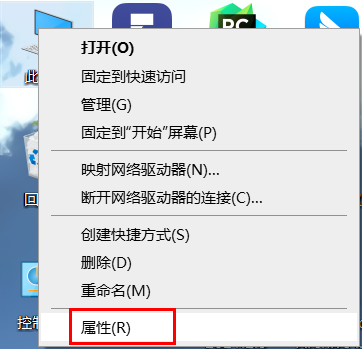 PC
打开(O)
此
固定到快速访问
管理(G)
固定到“开始”屏幕(P)
映射网络驱动器(N)...
断开网络驱动器的连接(C)...
回
创建快捷方式(S)
删除(D)
重命名(M)
控制
属性(R)